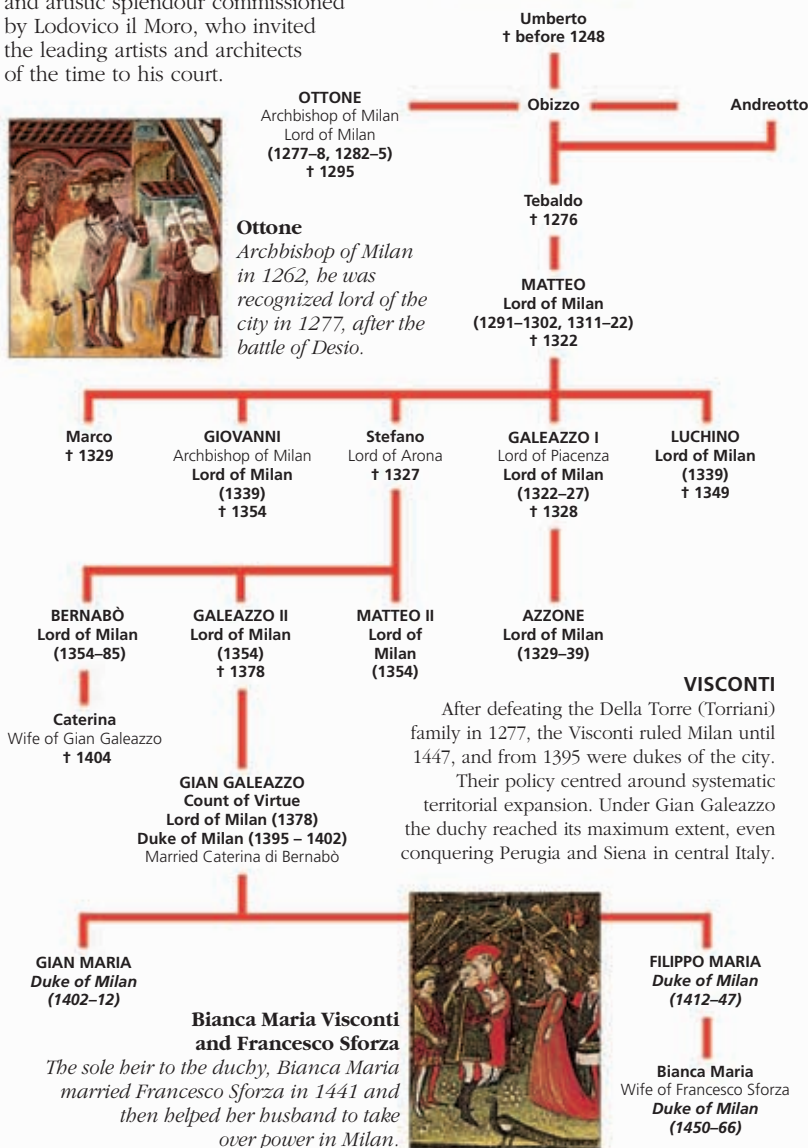 and artistic splendour commissioned
by Lodovico il Moro, who invited
the leading artists and architects
of the time to his court.
Umberto
† before 1248
OTTONE
Archbishop of Milan
Lord of Milan
(1277–8, 1282–5)
† 1295
Obizzo
Andreotto
Ottone
Archbishop of Milan
in 1262, he was
recognized lord of the
city in 1277, after the
battle of Desio.
Tebaldo
† 1276
MATTEO
Lord of Milan
(1291–1302, 1311–22)
† 1322
Marco
† 1329
GIOVANNI
Archbishop of Milan
Lord of Milan
(1339)
† 1354
Stefano
Lord of Arona
† 1327
GALEAZZO I
Lord of Piacenza
Lord of Milan
(1322–27)
† 1328
LUCHINO
Lord of Milan
(1339)
† 1349
BERNABÒ
Lord of Milan
(1354–85)
GALEAZZO II
Lord of Milan
(1354)
† 1378
MATTEO II
Lord of
Milan
(1354)
AZZONE
Lord of Milan
(1329–39)
Caterina
Wife of Gian Galeazzo
† 1404
VISCONTI
After defeating the Della Torre (Torriani)
family in 1277, the Visconti ruled Milan until
1447, and from 1395 were dukes of the city.
Their policy centred around systematic
territorial expansion. Under Gian Galeazzo
the duchy reached its maximum extent, even
conquering Perugia and Siena in central Italy.
GIAN GALEAZZO
Count of Virtue
Lord of Milan (1378)
Duke of Milan (1395 – 1402)
Married Caterina di Bernabò
GIAN MARIA
Duke of Milan
(1402–12)
Bianca Maria Visconti
and Francesco Sforza
The sole heir to the duchy, Bianca Maria
married Francesco Sforza in 1441 and
then helped her husband to take
over power in Milan.
FILIPPO MARIA
Duke of Milan
(1412–47)
Bianca Maria
Wife of Francesco Sforza
Duke of Milan
(1450–66)